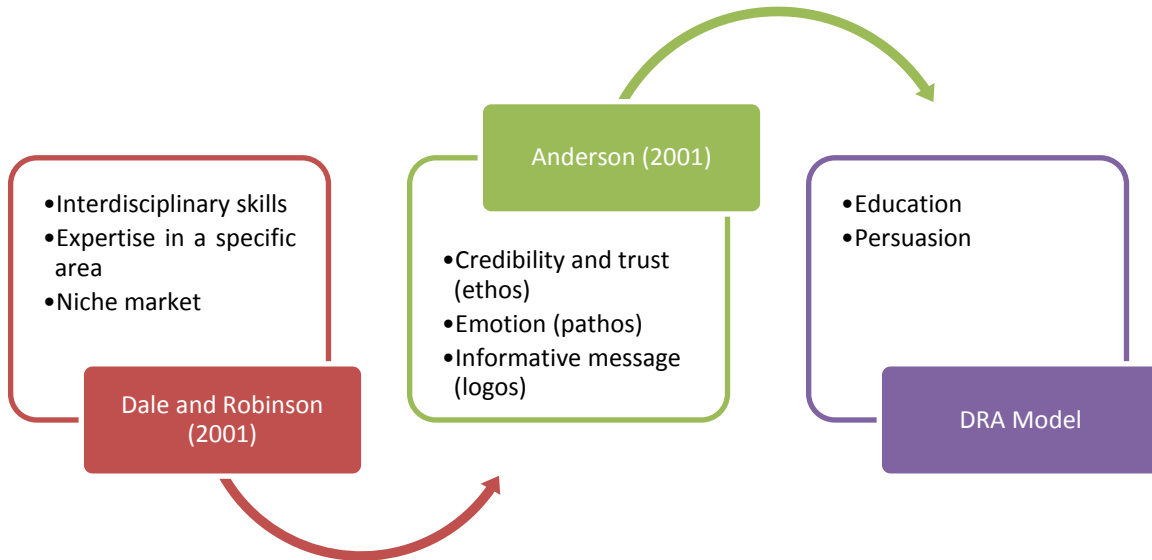 •Interdisciplinary skills
•Expertise in a specific
area
•Niche market
Dale and Robinson
(2001)
Anderson (2001)
•Credibility and trust
(ethos)
•Emotion (pathos)
•Informative message
(logos)
•Education
•Persuasion
DRA Model